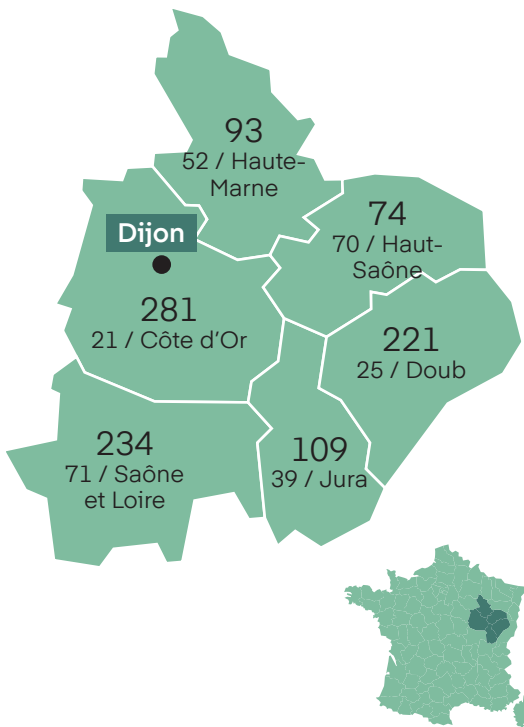 93
52 / Haute-
Marne
74
70 / Haut-
Saône
Dijon
281
21 / Côte d’Or
221
25 / Doub
234
71 / Saône
et Loire
109
39 / Jura